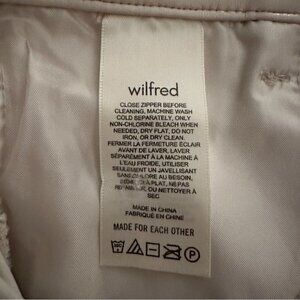 wilfred
CLOSE ZIPPER BEFORE
CLEANING, MACHINE WASH
COLD SEPARATELY, ONLY
NON-CHLORINE BLEACH WHEN
NEEDED, DRY FLAT, DO NOT
IRON, OR DRY CLEAN.
FERMER LA FERMETURE ÉCLAIR
AVANT DE LAVER, LAVER
SÉPARÉMENT À LA MACHINE À
L'EAU FROIDE, UTILISER
SEULEMENT UN JAVELLISANT
SANS CHLORE AU BESOIN,
À PLAT, NE PAS
OU NETTOYER À
SEC
MADE IN CHINA
FABRIQUÉ EN CHINE
MADE FOR EACH OTHER
P